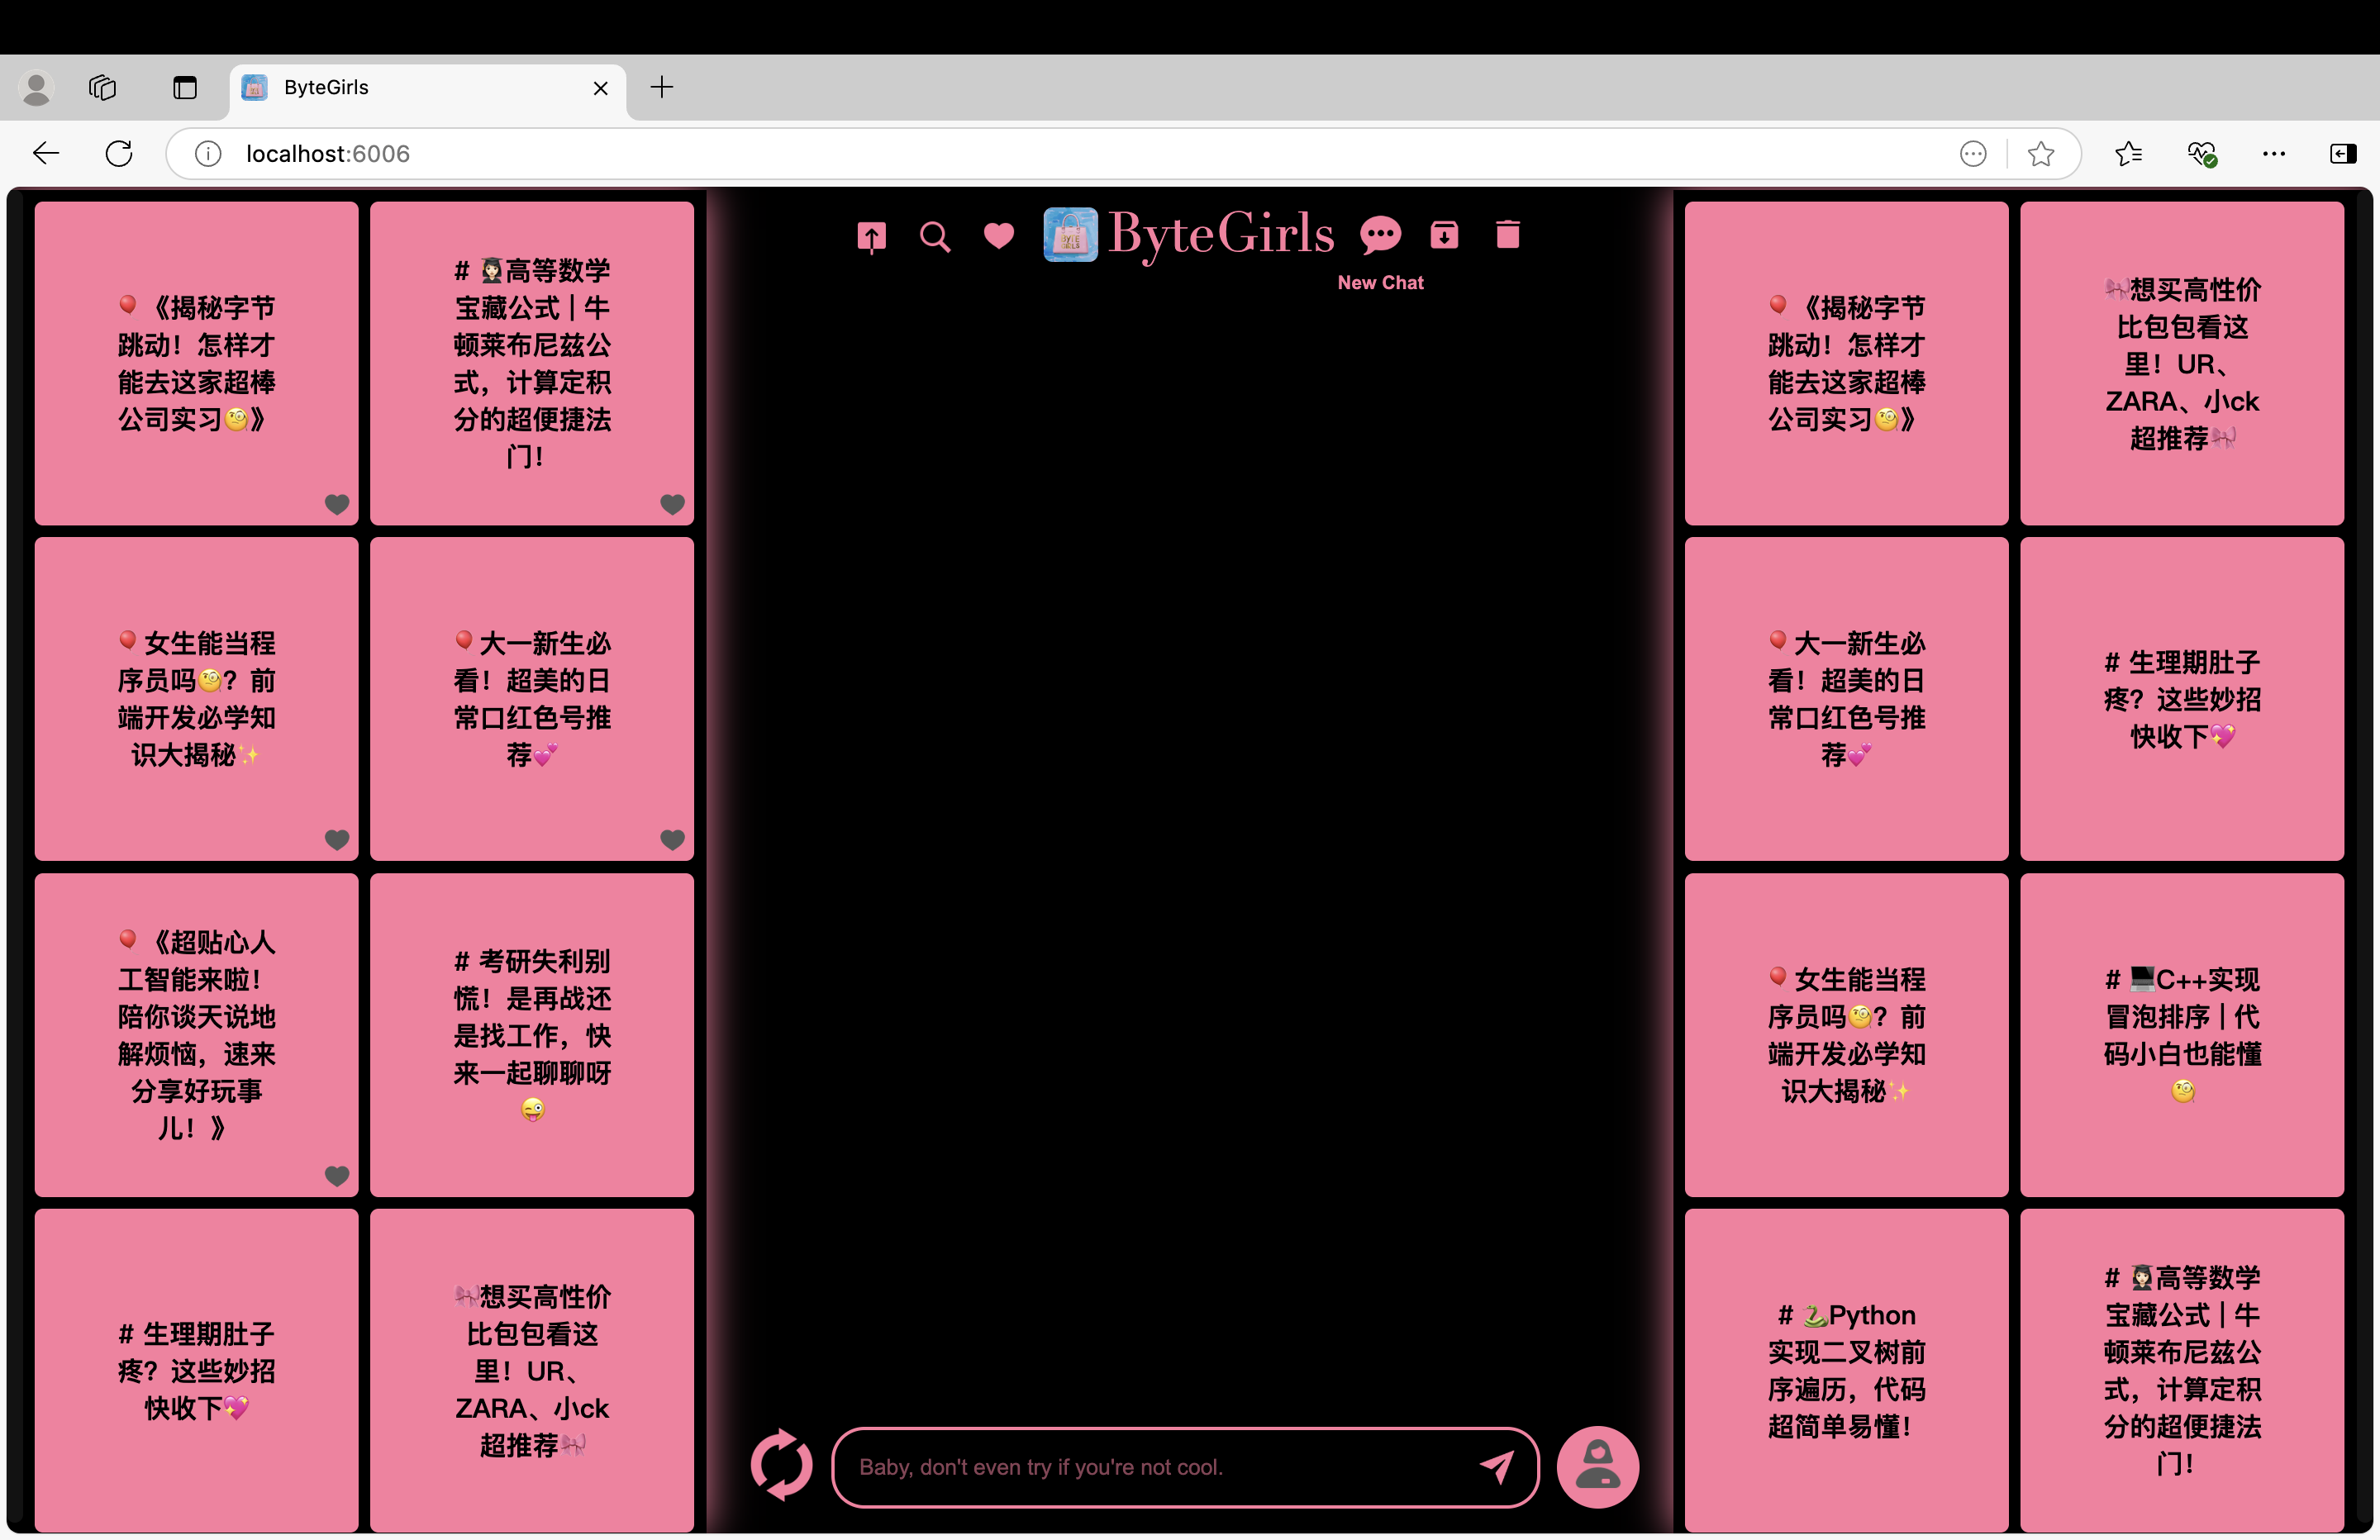 ByteGirls
localhost:6006
🎈《揭秘字节
跳动！怎样才
能去这家超棒
公司实习🧐》
# 👩🏻‍🎓高等数学
宝藏公式 | 牛
顿莱布尼兹公
式，计算定积
分的超便捷法
门！
🎈女生能当程
序员吗🧐？前
端开发必学知
识大揭秘✨
🎈大一新生必
看！超美的日
常口红色号推
荐💕
🎈《超贴心人
工智能来啦！
陪你谈天说地
解烦恼，速来
分享好玩事
儿！》
# 考研失利别
慌！是再战还
是找工作，快
来一起聊聊呀
😜
# 生理期肚子
疼？这些妙招
快收下💖
🎀想买高性价
比包包看这
里！UR、
ZARA、小ck
超推荐🎀
BYTE
GIRLS
ByteGirls
New Chat
Baby, don't even try if you're not cool.
🎈《揭秘字节
跳动！怎样才
能去这家超棒
公司实习🧐》
🎀想买高性价
比包包看这
里！UR、
ZARA、小ck
超推荐🎀
🎈大一新生必
看！超美的日
常口红色号推
荐💕
# 生理期肚子
疼？这些妙招
快收下💖
🎈女生能当程
序员吗🧐？前
端开发必学知
识大揭秘✨
# 💻C++实现
冒泡排序 | 代
码小白也能懂
🧐
# 🐍Python
实现二叉树前
序遍历，代码
超简单易懂！
# 👩🏻‍🎓高等数学
宝藏公式 | 牛
顿莱布尼兹公
式，计算定积
分的超便捷法
门！